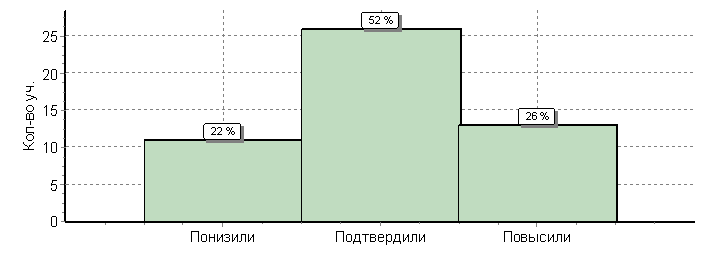 Кол-во уч.
25
20
15
10
5
0
22 %
52 %
26 %
Понизили
Подтвердили
Повысили